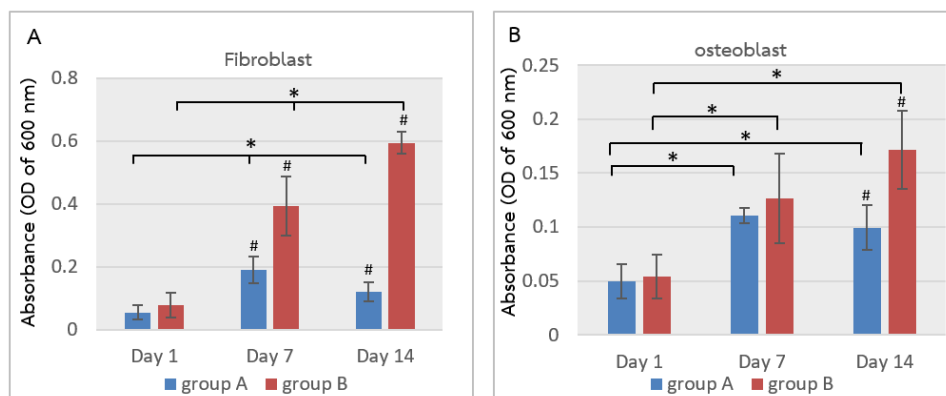 A
Fibroblast
Absorbance (OD of 600 nm)
0.8
0.6
0.4
0.2
0
*
*
#
#
#
#
Day 1 Day 7 Day 14
group A group B
B
osteoblast
Absorbance (OD of 600 nm)
0.25
0.2
0.15
0.1
0.05
0
*
*
*
*
#
#
Day 1 Day 7 Day 14
group A group B